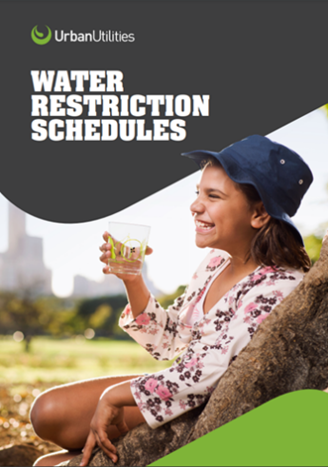 UrbanUtilities
WATER
RESTRICTION
SCHEDULES